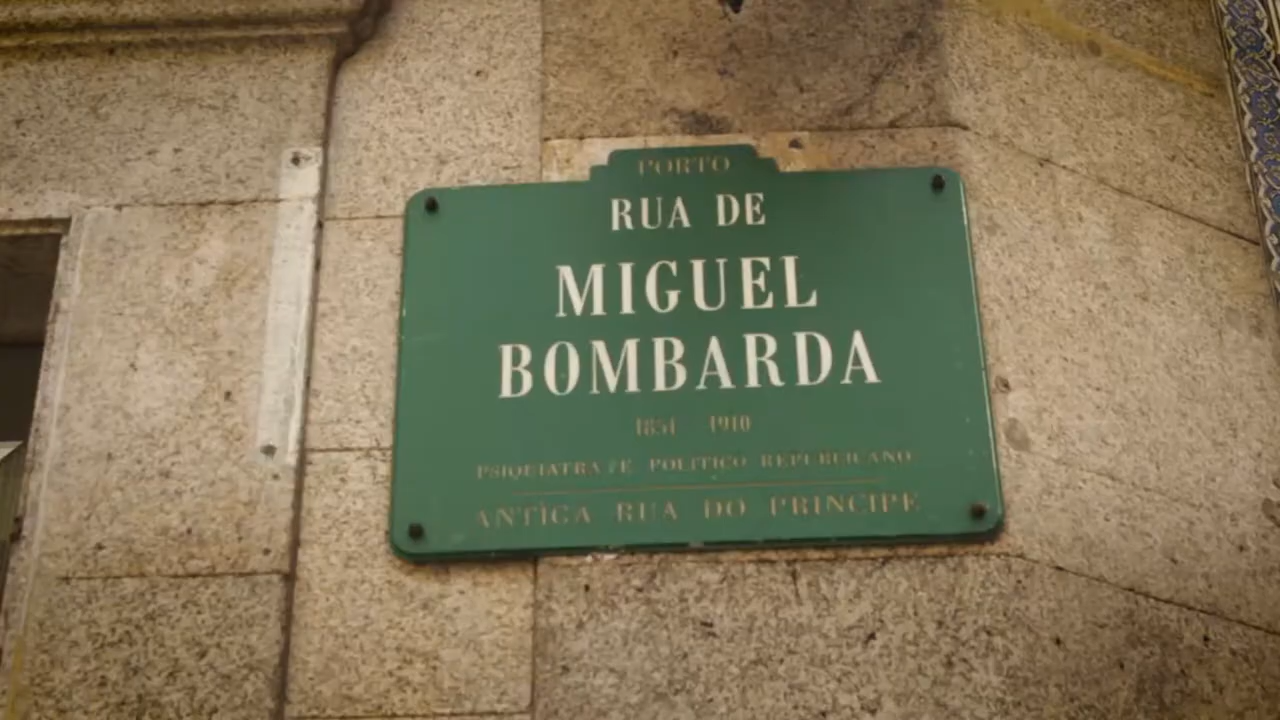 PORTO
RUA DE
MIGUEL
BOMBARDA
1851 1910
PSIQUIATRA E POLITICO REPUBLICANO
ANTIGA RUA DO PRINCIPE